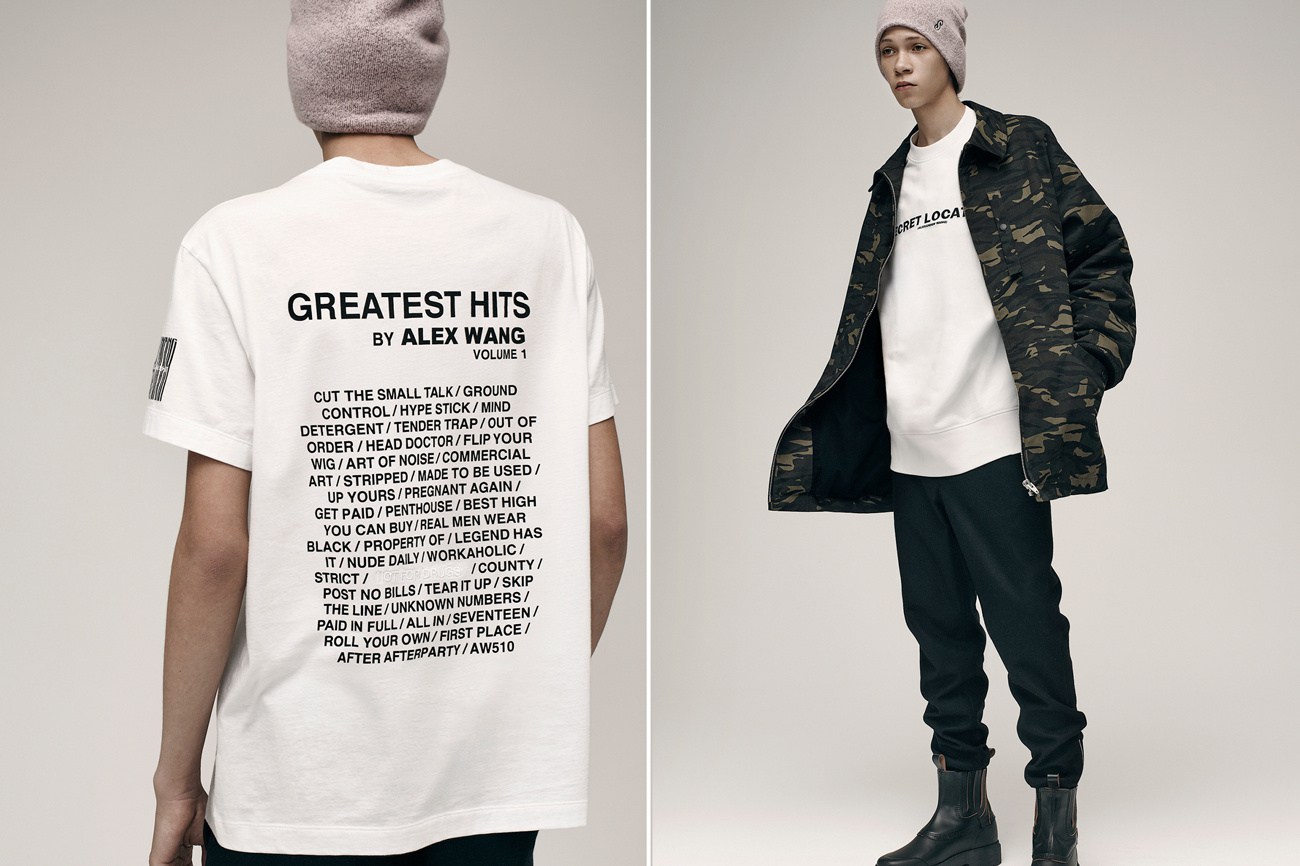 GREATEST HITS
BY ALEX WANG
VOLUME 1
CUT THE SMALL TALK / GROUND
CONTROL / HYPE STICK / MIND
DETERGENT / TENDER TRAP / OUT OF
ORDER / HEAD DOCTOR / FLIP YOUR
WIG / ART OF NOISE / COMMERCIAL
ART / STRIPPED / MADE TO BE USED /
UP YOURS / PREGNANT AGAIN /
GET PAID / PENTHOUSE / BEST HIGH
YOU CAN BUY / REAL MEN WEAR
BLACK / PROPERTY OF / LEGEND HAS
IT / NUDE DAILY / WORKAHOLIC /
STRICT / / COUNTY /
POST NO BILLS / TEAR IT UP / SKIP
THE LINE / UNKNOWN NUMBERS /
PAID IN FULL / ALL IN / SEVENTEEN /
ROLL YOUR OWN / FIRST PLACE /
AFTER AFTERPARTY / AW510
ECRET LOCAT